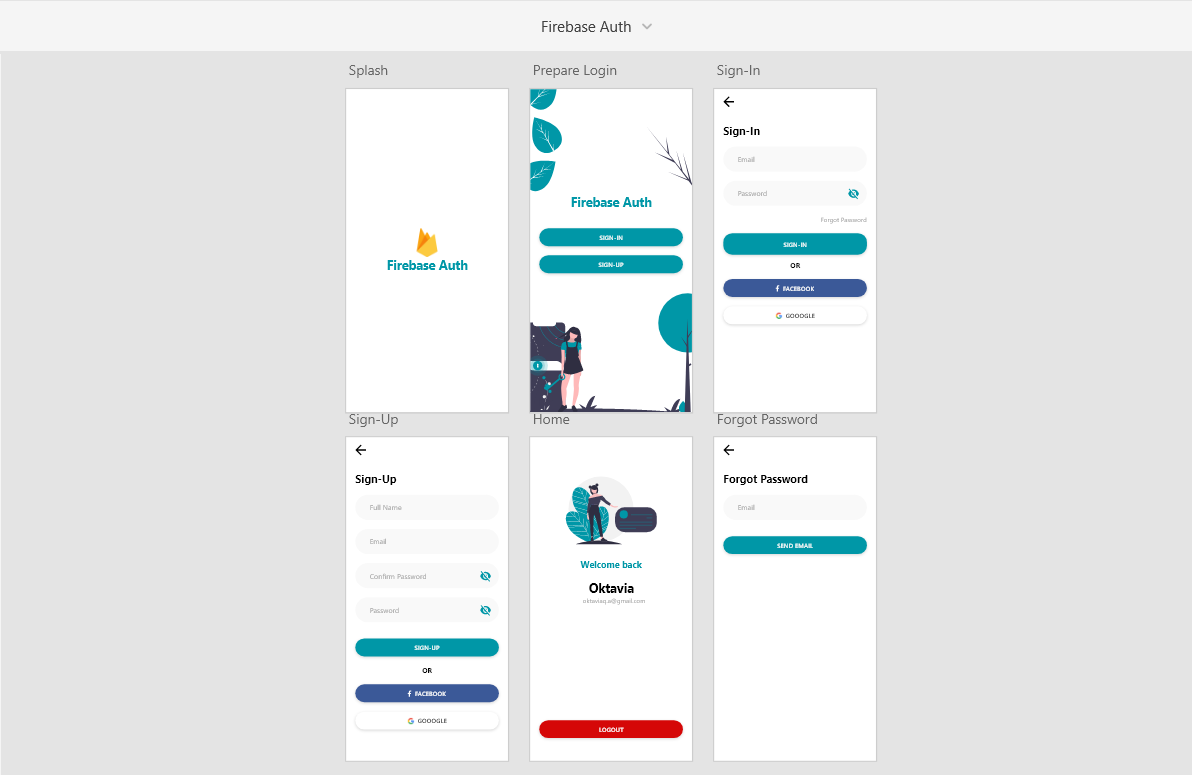 Firebase Auth
Splash
Firebase Auth
Prepare Login
Firebase Auth
SIGN-IN
SIGN-UP
Sign-In
Sign-In
Email
Password
Forgot Password
SIGN-IN
OR
FACEBOOK
GOOOGLE
Sign-Up
Sign-Up
Full Name
Email
Confirm Password
Password
SIGN-UP
OR
FACEBOOK
GOOOGLE
Home
Welcome back
Oktavia
oktaviaq.a@gmail.com
LOGOUT
Forgot Password
Forgot Password
Email
SEND EMAIL